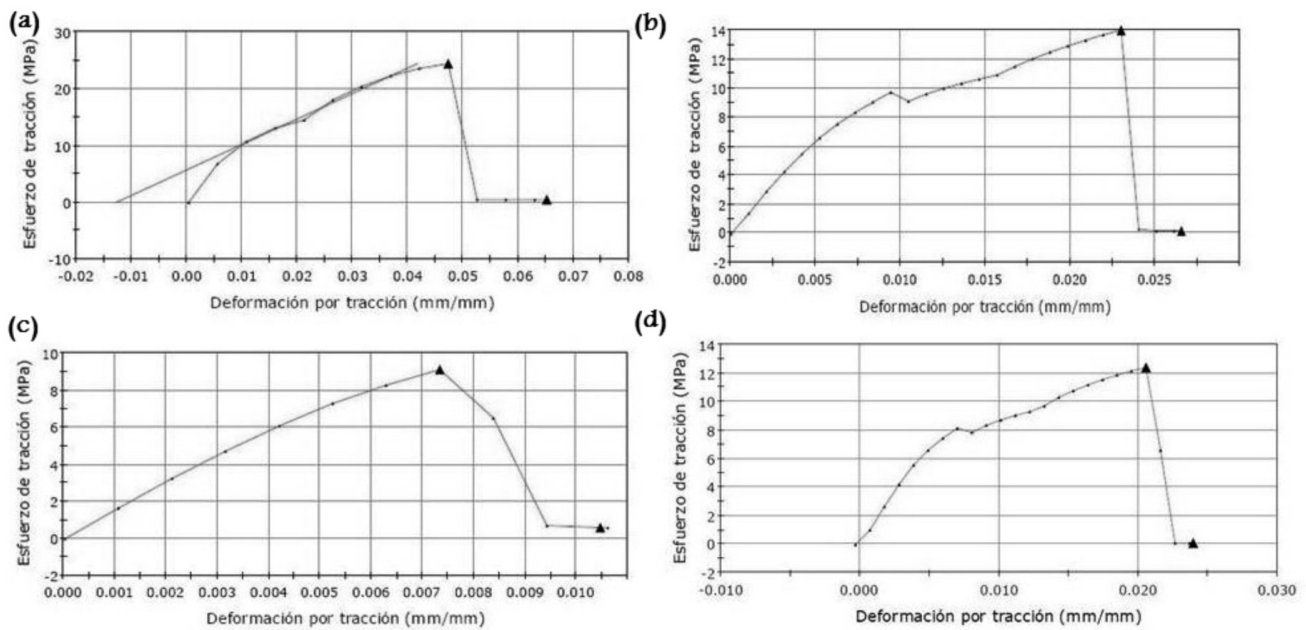 (a)
Esfuerzo de tracción (MPa)
30
20
10
0
-10
-0.02 -0.01 0.00 0.01 0.02 0.03 0.04 0.05 0.06 0.07 0.08
Deformación por tracción (mm/mm)
(b)
Esfuerzo de tracción (MPa)
14
12
10
8
6
4
2
0
-2
0.000 0.005 0.010 0.015 0.020 0.025
Deformación por tracción (mm/mm)
(c)
Esfuerzo de tracción (MPa)
10
8
6
4
2
0
-2
0.000 0.001 0.002 0.003 0.004 0.005 0.006 0.007 0.008 0.009 0.010
Deformación por tracción (mm/mm)
(d)
Esfuerzo de tracción (MPa)
14
12
10
8
6
4
2
0
-2
-0.010 0.000 0.010 0.020 0.030
Deformación por tracción (mm/mm)